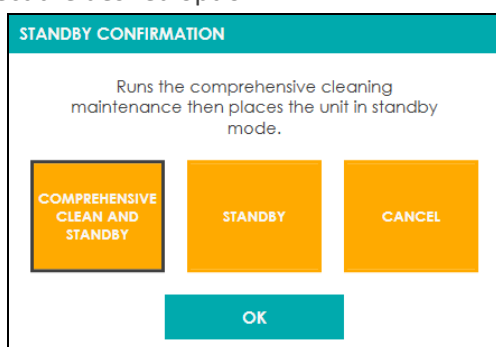 STANDBY CONFIRMATION
Runs the comprehensive cleaning
maintenance then places the unit in standby
mode.
COMPREHENSIVE
CLEAN AND
STANDBY
STANDBY
CANCEL
OK